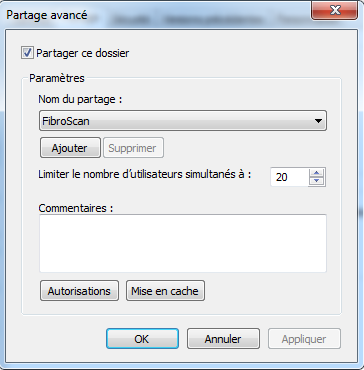 Partage avancé
Partager ce dossier
Paramètres
Nom du partage :
FibroScan
Ajouter Supprimer
Limiter le nombre d'utilisateurs simultanés à : 20
Commentaires :
Autorisations Mise en cache
OK Annuler Appliquer